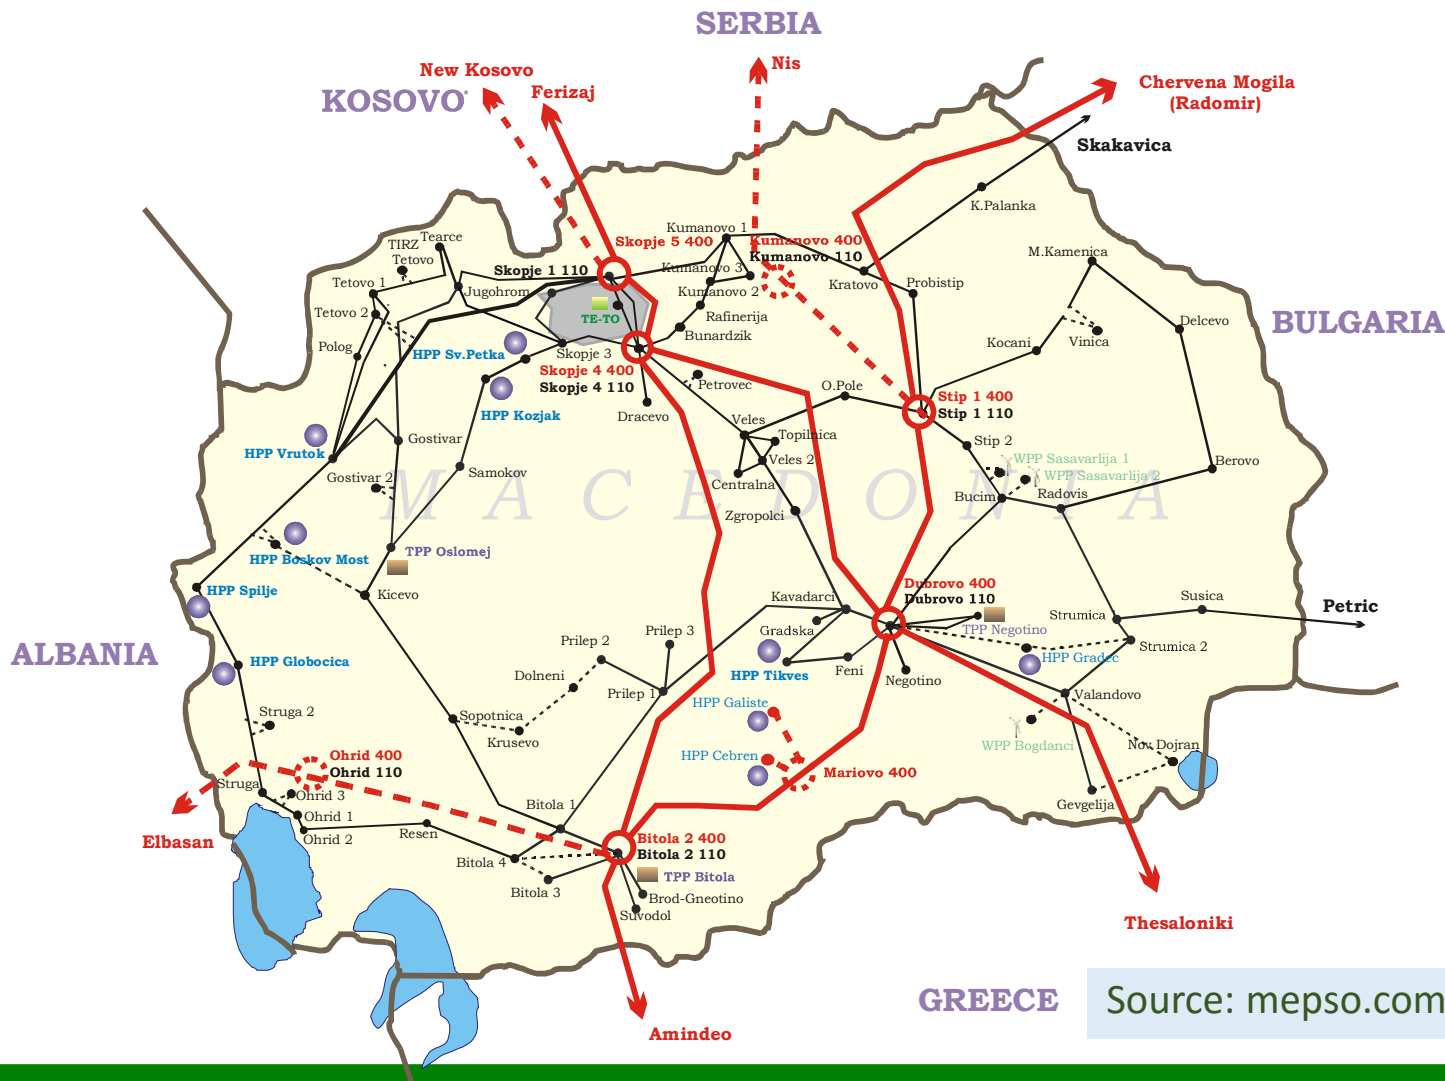 SERBIA
New Kosovo
KOSOVO*
Ferizaj
Nis
Chervena Mogila
(Radomir)
Skakavica
K.Palanka
Kumanovo 1
Skopje 5 400
Kumanovo 400
Kumanovo 110
TIRZ
Tearce
Tetovo
Skopje 1 110
Kumanovo 3
M.Kamenica
Tetovo 1
Jugohrom
Kumanovo 2
Kratovo
Probistip
Tetovo 2
TE-TO
Rafinerija
Bunardzik
Delcevo
BULGARIA
Polog
HPP Sv.Petka
Skopje 3
Kocani
Vinica
Skopje 4 400
Skopje 4 110
Petrovec
O.Pole
HPP Kozjak
Dracevo
Stip 1 400
Stip 1 110
Veles
Topilnica
Gostivar
HPP Vrutok
Stip 2
Veles 2
WPP Sasavarlija 1
Berovo
Gostivar 2
Samokov
Centralna
WPP Sasavarlija 2
MACEDONIA
Bucim
Radovis
Zgropolci
HPP Boskov Most
TPP Oslomej
HPP Spilje
Kicevo
Dubrovo 400
Dubrovo 110
Kavadarci
Susica
Petric
Gradska
Strumica 1
TPP Negotino
Prilep 3
Prilep 2
Strumica 2
ALBANIA
HPP Globocica
HPP Gradec
HPP Tikves
Feni
Negotino
Dolneni
Prilep 1
Valandovo
HPP Galiste
Struga 2
Sopotnica
Krusevo
WPP Bogdanci
Nov.Dojran
Ohrid 400
Ohrid 110
HPP Cebren
Mariovo 400
Struga
Ohrid 3
Bitola 1
Gevgelija
Ohrid 1
Ohrid 2
Resen
Elbasan
Bitola 2 400
Bitola 2 110
Bitola 4
TPP Bitola
Bitola 3
Brod-Gneotino
Suvodol
Thesaloniki
GREECE
Source: mepso.com
Amindeo